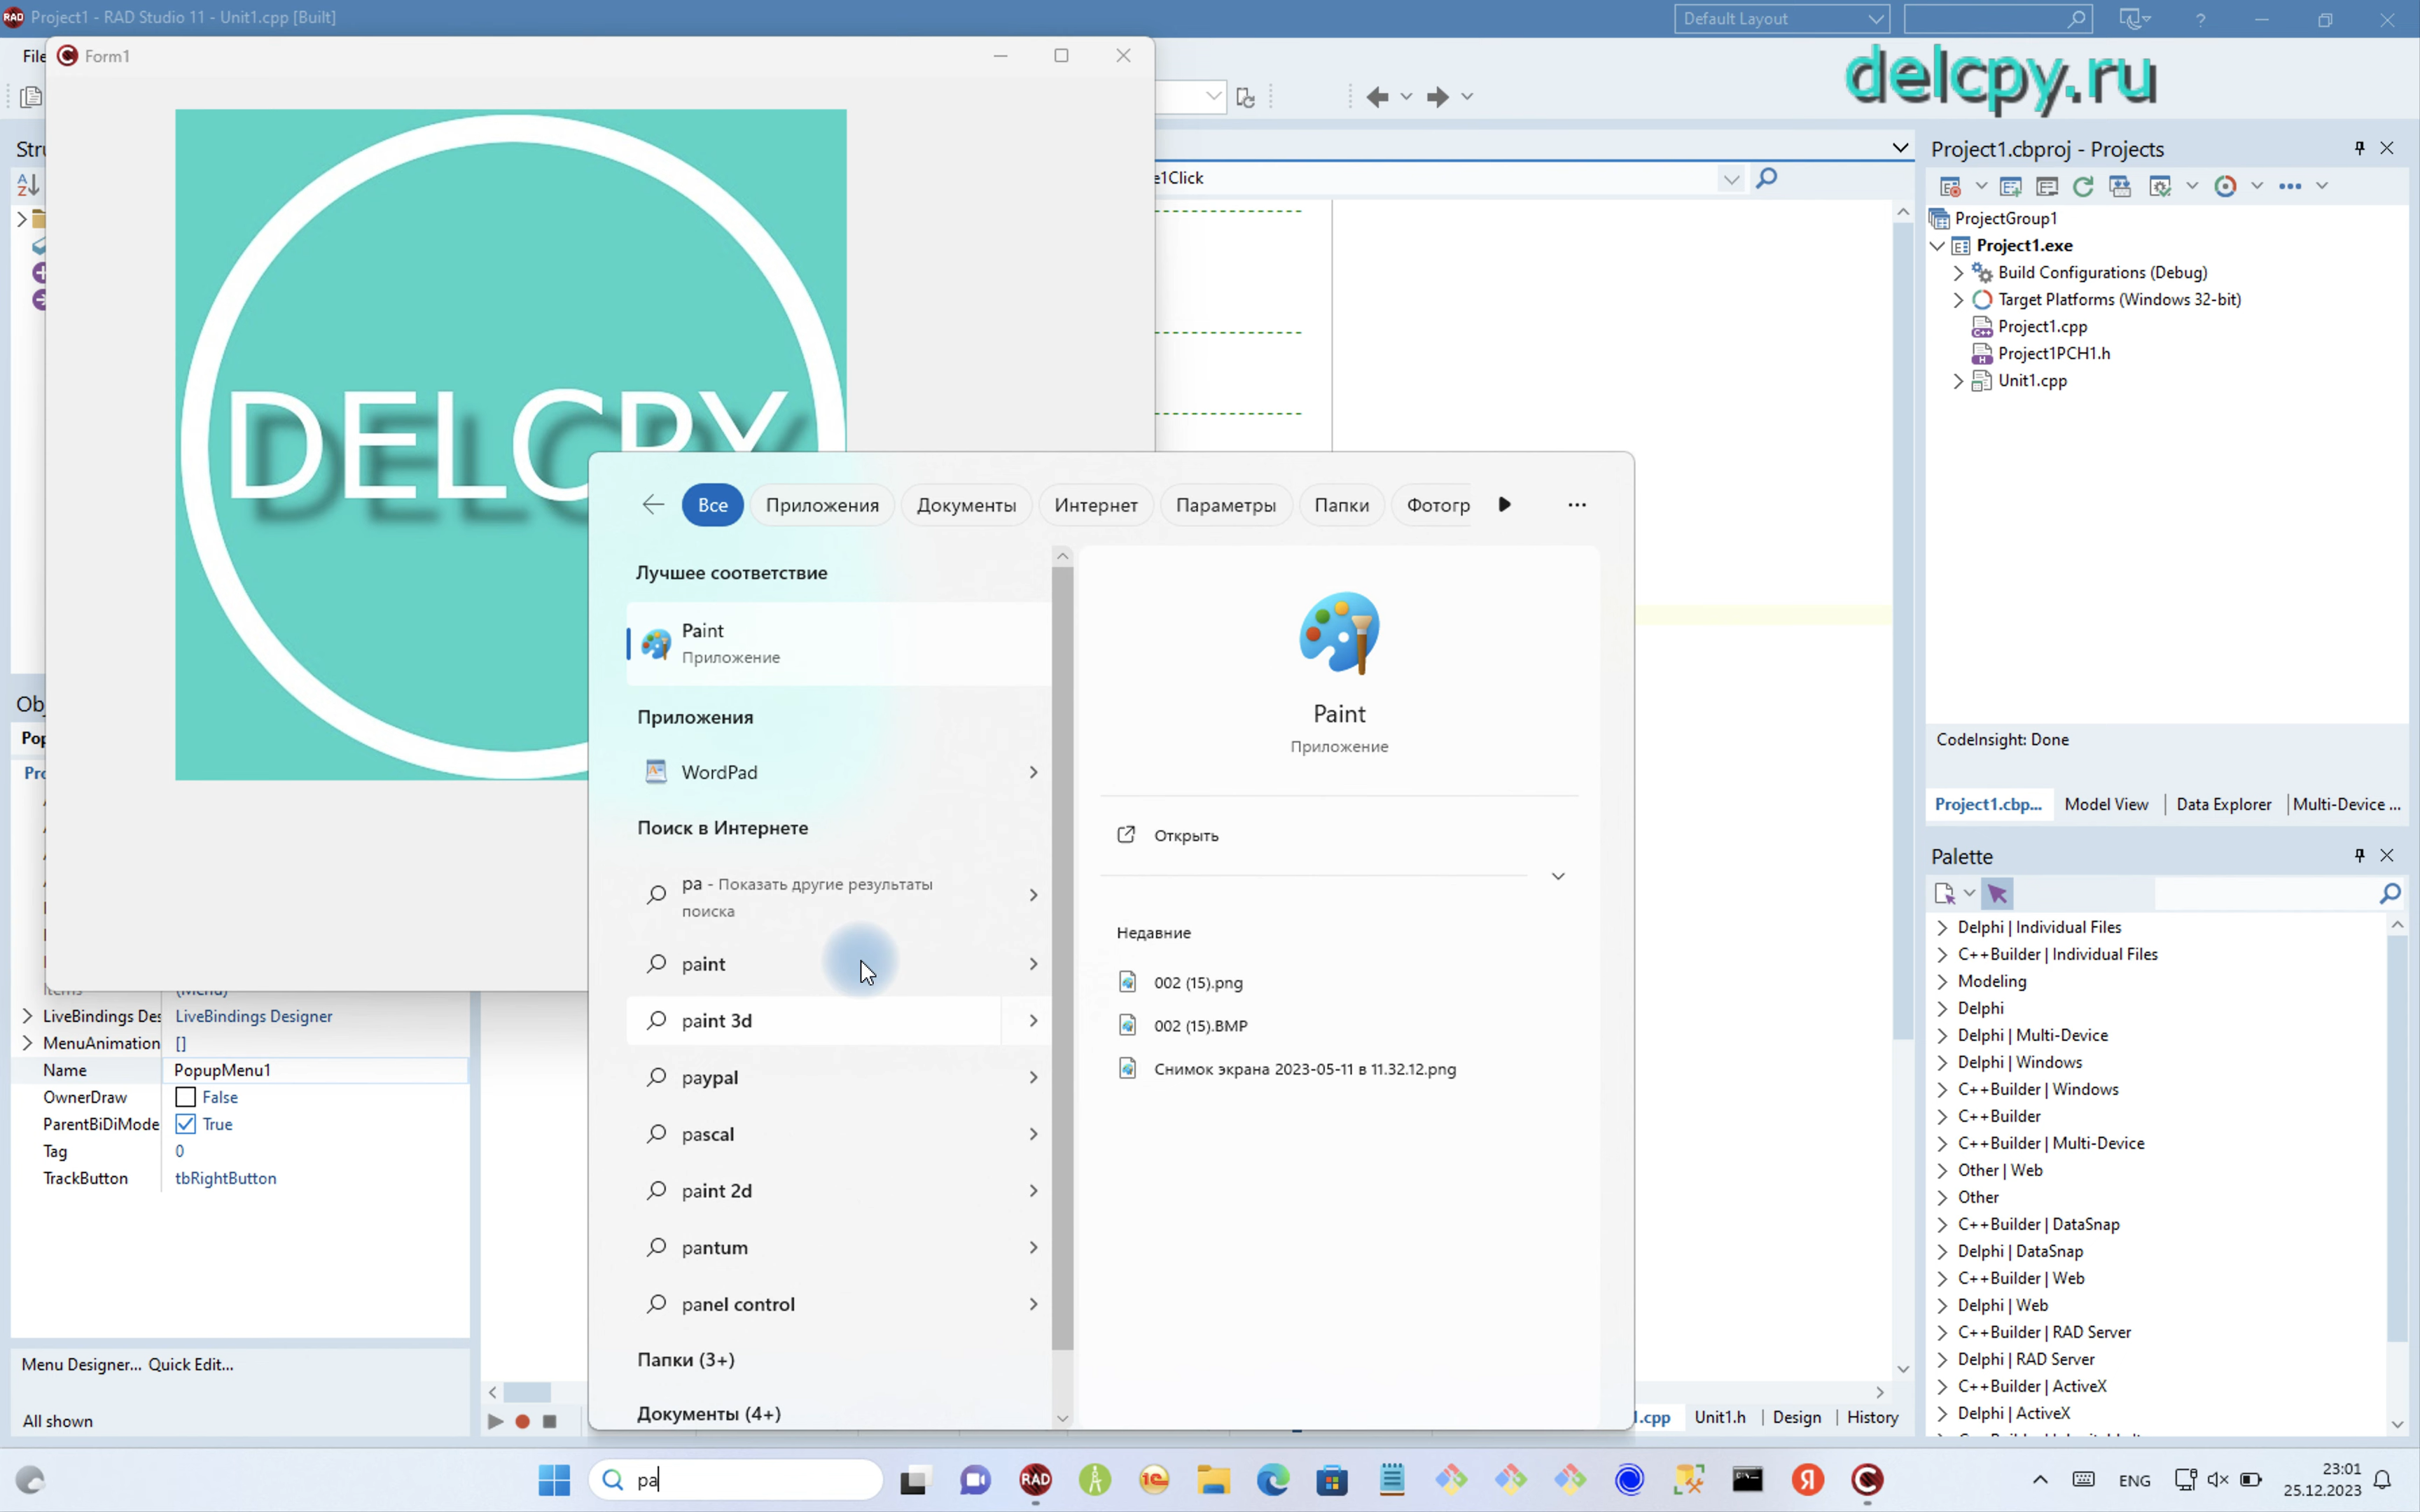 Project1 - RAD Studio 11 - Unit1.cpp [Built]
Default Layout
?
File
Form1
delcpy.ru
DELCPY
e1Click
Project1.cbproj - Projects
ProjectGroup1
Project1.exe
Build Configurations (Debug)
Target Platforms (Windows 32-bit)
Project1.cpp
Project1PCH1.h
Unit1.cpp
CodeInsight: Done
Project1.cbp...
Model View
Data Explorer
Multi-Device ...
Palette
Delphi | Individual Files
C++Builder | Individual Files
Modeling
Delphi
Delphi | Multi-Device
Delphi | Windows
C++Builder | Windows
C++Builder
C++Builder | Multi-Device
Other | Web
Other
C++Builder | DataSnap
Delphi | DataSnap
C++Builder | Web
Delphi | Web
C++Builder | RAD Server
Delphi | RAD Server
C++Builder | ActiveX
Delphi | ActiveX
Все
Приложения
Документы
Интернет
Параметры
Папки
Фотогр
Лучшее соответствие
Paint
Приложение
Приложения
WordPad
Поиск в Интернете
pa - Показать другие результаты
поиска
paint
paint 3d
paypal
pascal
paint 2d
pantum
panel control
Папки (3+)
Документы (4+)
Paint
Приложение
Открыть
Недавние
002 (15).png
002 (15).BMP
Снимок экрана 2023-05-11 в 11.32.12.png
LiveBindings Des
LiveBindings Designer
MenuAnimation
[]
Name
PopupMenu1
OwnerDraw
False
ParentBiDiMode
True
Tag
0
TrackButton
tbRightButton
Menu Designer... Quick Edit...
All shown
.cpp
Unit1.h
Design
History
pa
ENG
23:01
25.12.2023